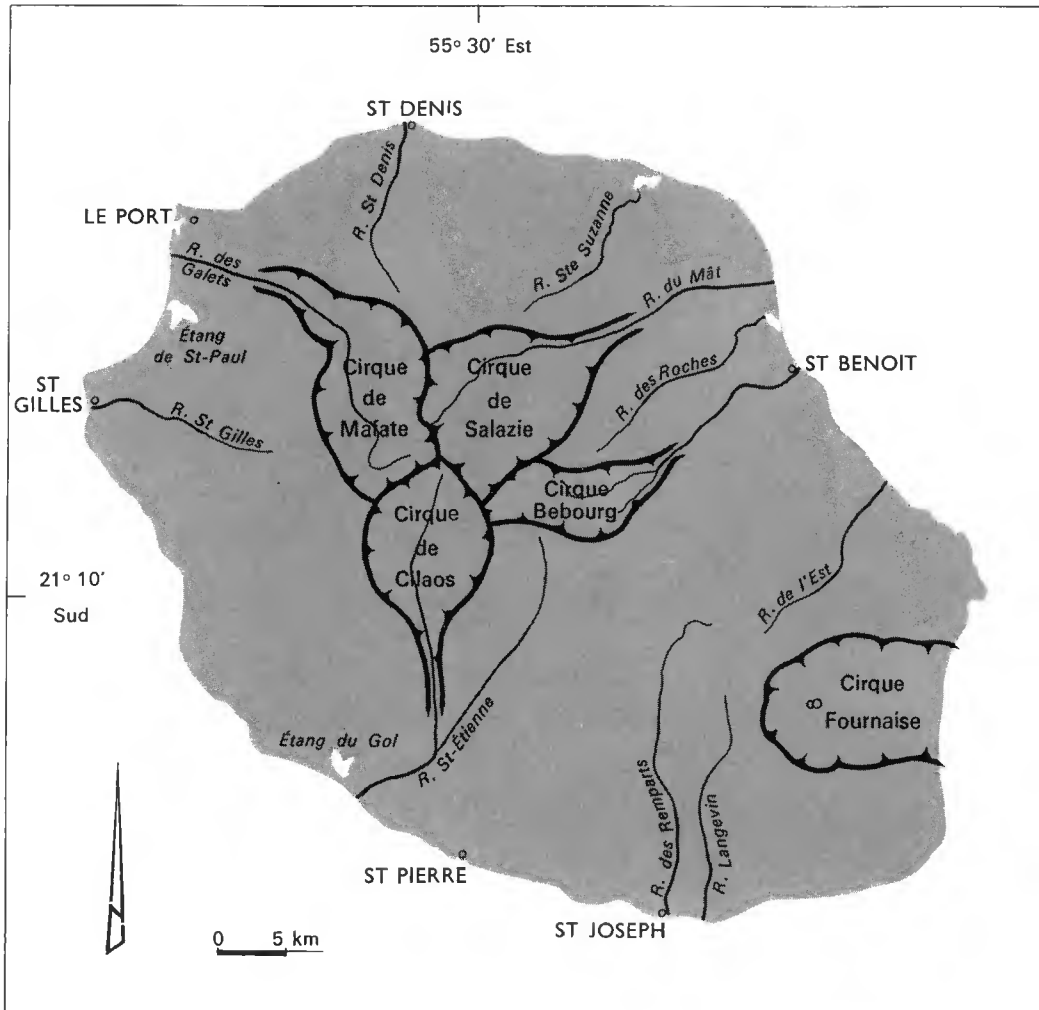 55° 30' Est
ST DENIS
R. St Denis
LE PORT
R. Ste Suzanne
R. des
Galets
R. du Mât
Étang
de St-Paul
ST
GILLES
R. St Gilles
Cirque
de
Mafate
Cirque
de
Salazie
R. des Roches
ST BENOIT
Cirque
Bebourg
Cirque
de
Cilaos
21° 10'
Sud
R. de l'Est
Cirque
Fournaise
Étang du Gol
R. St-Étienne
R. des Remparts
R. Langevin
ST PIERRE
ST JOSEPH
N
0 5 km